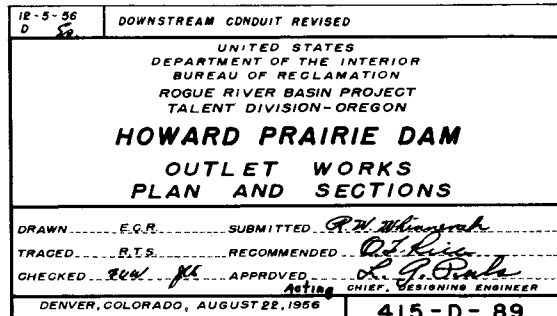 12-5-56
D
DOWNSTREAM CONDUIT REVISED
UNITED STATES
DEPARTMENT OF THE INTERIOR
BUREAU OF RECLAMATION
ROGUE RIVER BASIN PROJECT
TALENT DIVISION-OREGON
HOWARD PRAIRIE DAM
OUTLET WORKS
PLAN AND SECTIONS
DRAWN E.C.R. SUBMITTED R.W.
TRACED R.T.S. RECOMMENDED O.L. Rice
CHECKED APPROVED L. G. Puls
Acting CHIEF, DESIGNING ENGINEER
DENVER, COLORADO, AUGUST 22, 1956
415-D-89